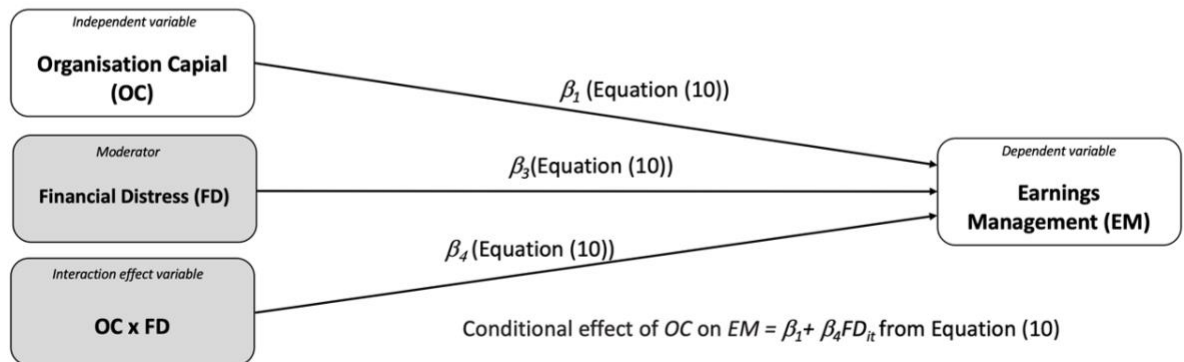 Independent variable
Organisation Capial
(OC)
β1 (Equation (10))
Moderator
Financial Distress (FD)
β3(Equation (10))
Dependent variable
Earnings
Management (EM)
Interaction effect variable
OC x FD
β4 (Equation (10))
Conditional effect of OC on EM = β1+ β4FDit from Equation (10)